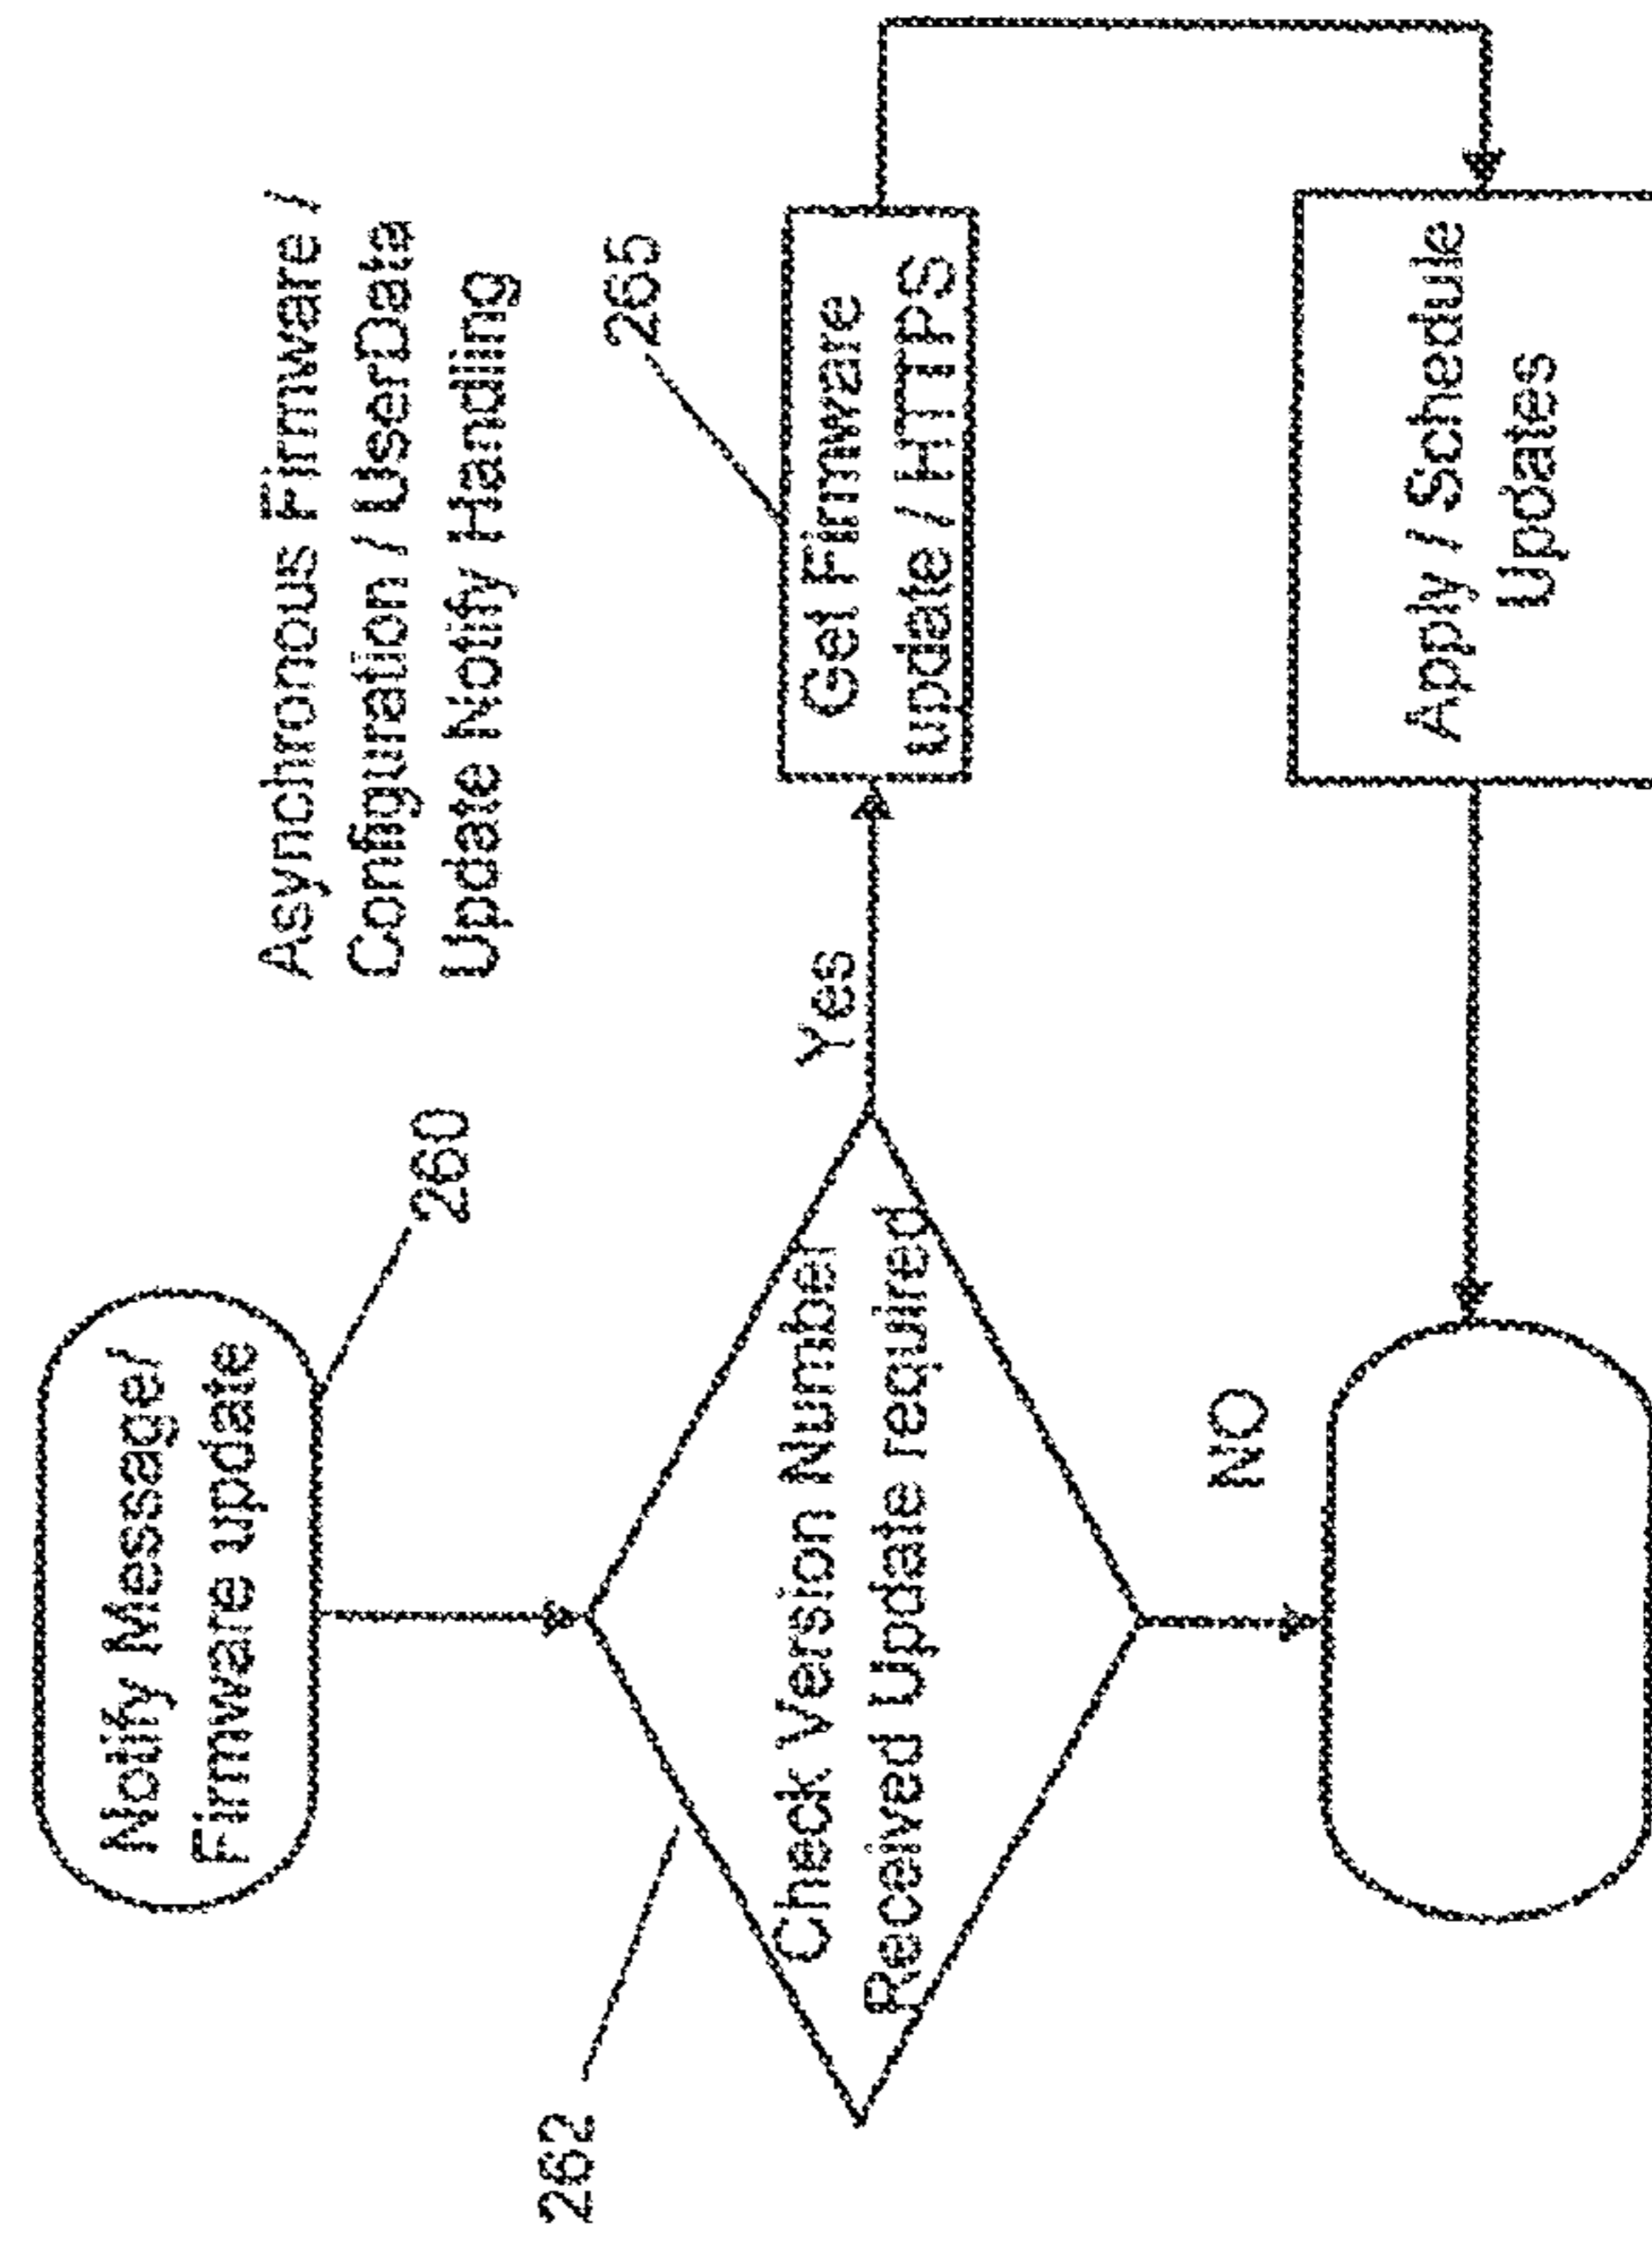 Asynchronous Firmware /
Configuration / UserData
Update Notify Handling
Notify Message/
Firmware update
260
262
Check Version Number
Received Update required
Yes
265
Get Firmware
update / HTTPS
NO
Apply / Schedule
Updates